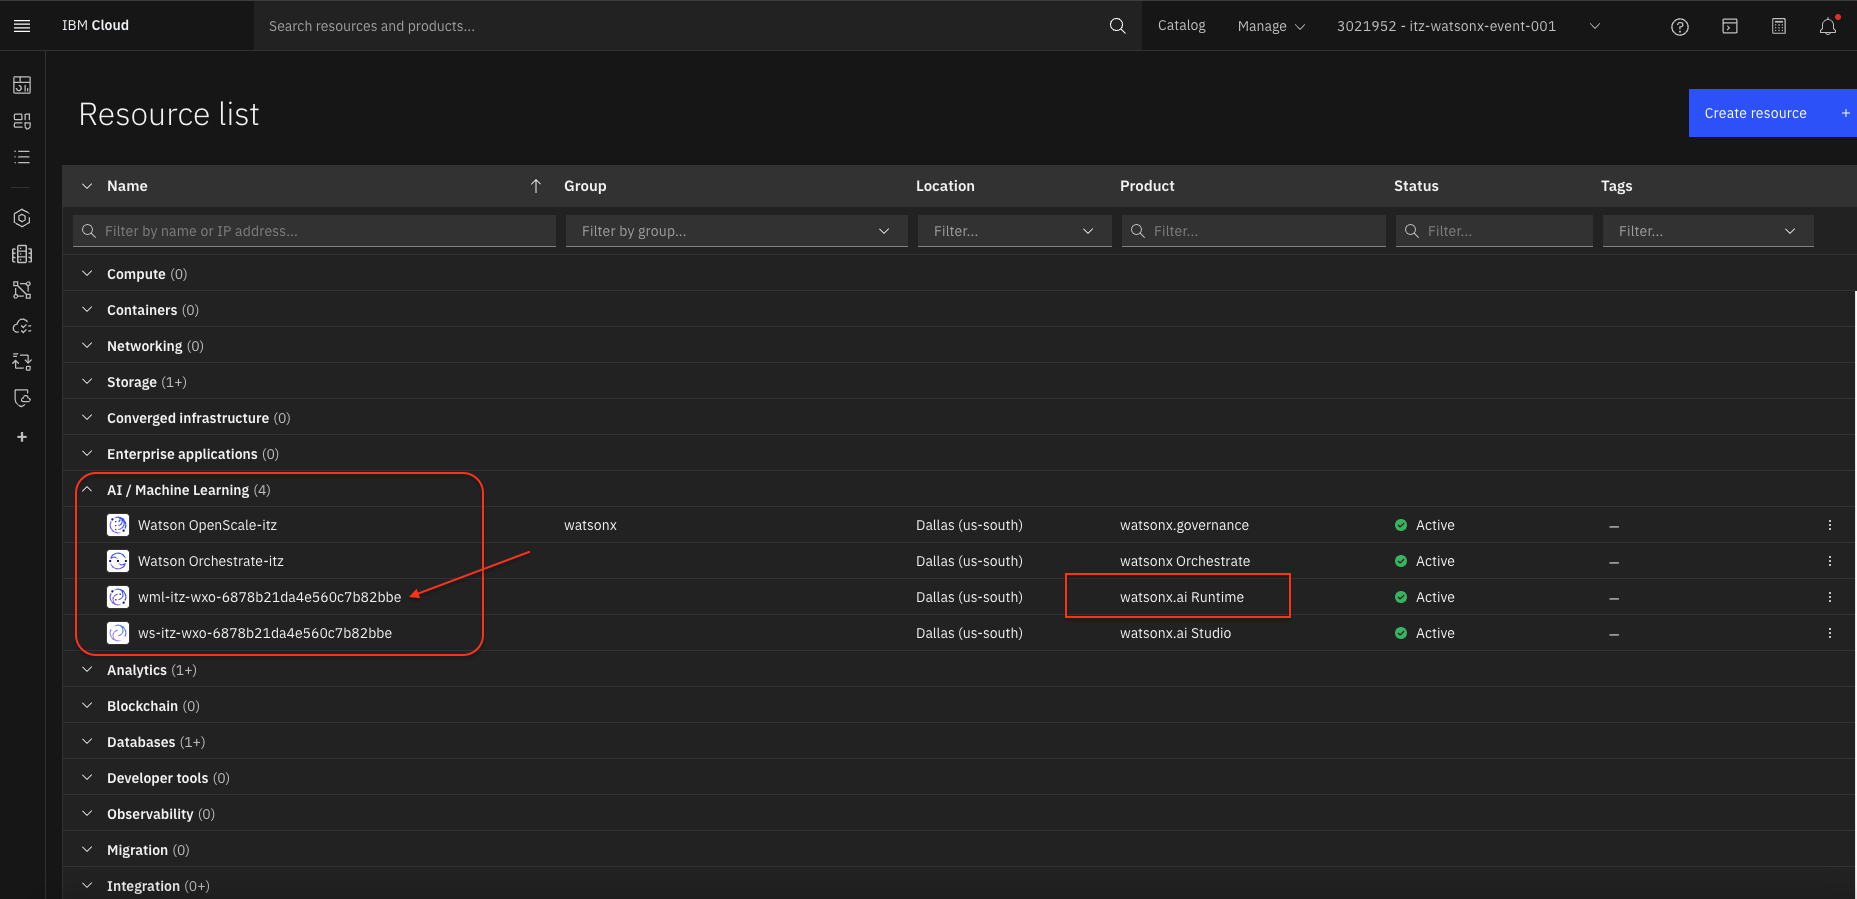 IBM Cloud
Search resources and products...
Catalog
Manage
3021952 - itz-watsonx-event-001
Resource list
Create resource +
Name
Group
Location
Product
Status
Tags
Filter by name or IP address...
Filter by group...
Filter...
Filter...
Filter...
Filter...
Compute (0)
Containers (0)
Networking (0)
Storage (1+)
Converged infrastructure (0)
Enterprise applications (0)
AI / Machine Learning (4)
Watson OpenScale-itz watsonx Dallas (us-south) watsonx.governance Active –
Watson Orchestrate-itz Dallas (us-south) watsonx Orchestrate Active –
wml-itz-wxo-6878b21da4e560c7b82bbe Dallas (us-south) watsonx.ai Runtime Active –
ws-itz-wxo-6878b21da4e560c7b82bbe Dallas (us-south) watsonx.ai Studio Active –
Analytics (1+)
Blockchain (0)
Databases (1+)
Developer tools (0)
Observability (0)
Migration (0)
Integration (0+)